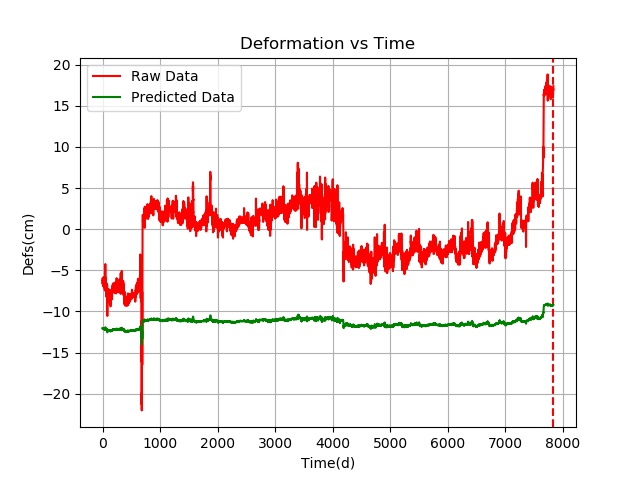 Deformation vs Time
Raw Data
Predicted Data
Defs(cm)
20
15
10
5
0
−5
−10
−15
−20
0 1000 2000 3000 4000 5000 6000 7000 8000
Time(d)